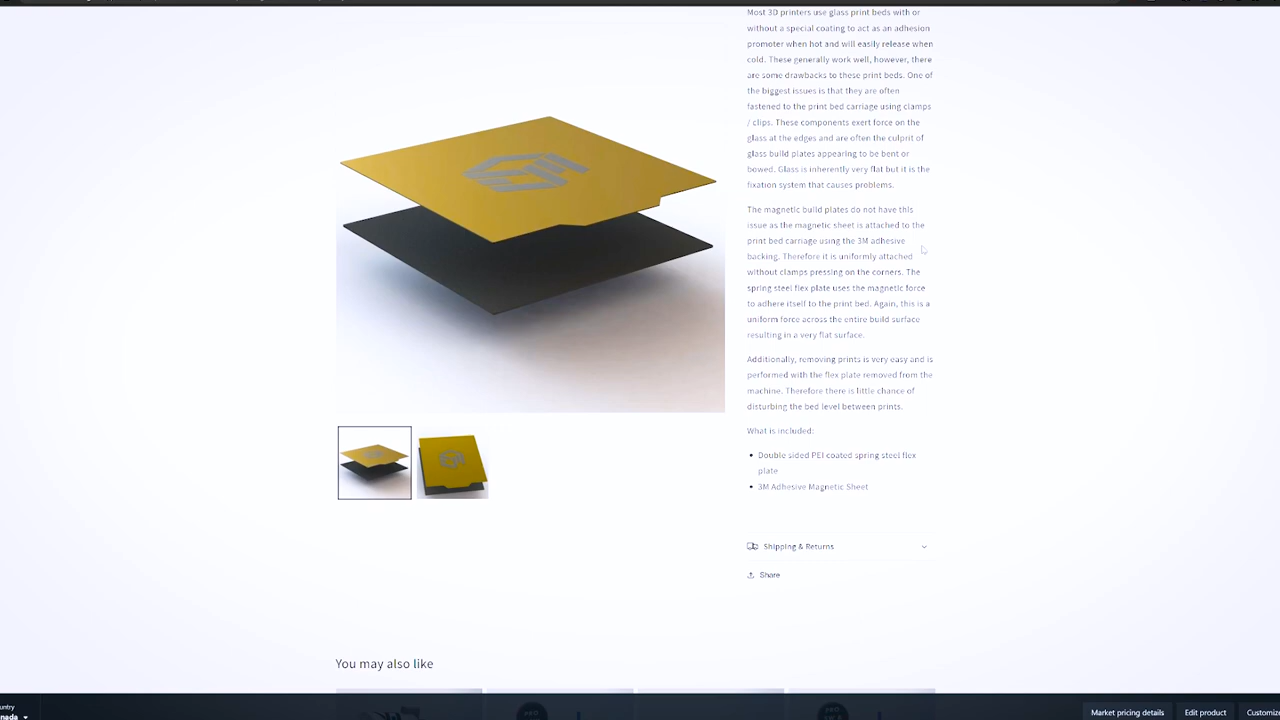 Most 3D printers use glass print beds with or
without a special coating to act as an adhesion
promoter when hot and will easily release when
cold. These generally work well, however, there
are some drawbacks to these print beds. One of
the biggest issues is that they are often
fastened to the print bed carriage using clamps
/ clips. These components exert force on the
glass at the edges and are often the culprit of
glass build plates appearing to be bent or
bowed. Glass is inherently very flat but it is the
fixation system that causes problems.
The magnetic build plates do not have this
issue as the magnetic sheet is attached to the
print bed carriage using the 3M adhesive
backing. Therefore it is uniformly attached
without clamps pressing on the corners. The
spring steel flex plate uses the magnetic force
to adhere itself to the print bed. Again, this is a
uniform force across the entire build surface
resulting in a very flat surface.
Additionally, removing prints is very easy and is
performed with the flex plate removed from the
machine. Therefore there is little chance of
disturbing the bed level between prints.
What is included:
• Double sided PEI coated spring steel flex
plate
• 3M Adhesive Magnetic Sheet
Shipping & Returns
Share
You may also like
untry
nada
Market pricing details
Edit product
Customiz